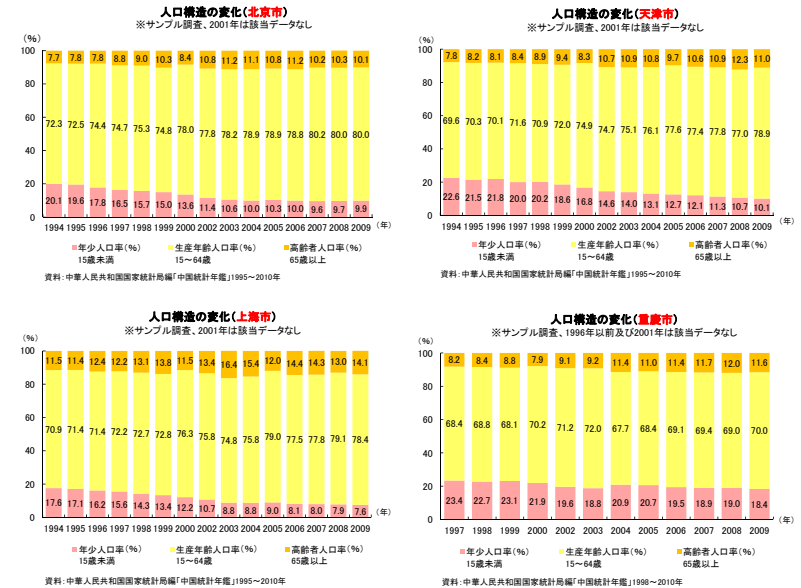 人口構造の変化(北京市)
※サンプル調査、2001年は該当データなし
(%)
100
80
60
40
20
0
7.7 7.8 7.8 8.8 9.0 10.3 8.4 10.8 11.2 11.1 10.8 11.2 10.2 10.3 10.1
72.3 72.5 74.4 74.7 75.3 74.8 78.0 77.8 78.2 78.9 78.9 78.8 80.2 80.0 80.0
20.1 19.6 17.8 16.5 15.7 15.0 13.6 11.4 10.6 10.0 10.3 10.0 9.6 9.7 9.9
1994 1995 1996 1997 1998 1999 2000 2002 2003 2004 2005 2006 2007 2008 2009 (年)
年少人口率(%) 生産年齢人口率(%) 高齢者人口率(%)
15歳未満 15~64歳 65歳以上
資料:中華人民共和国国家統計局編「中国統計年鑑」1995~2010年
人口構造の変化(天津市)
※サンプル調査、2001年は該当データなし
(%)
100
80
60
40
20
0
7.8 8.2 8.1 8.4 8.9 9.4 8.3 10.7 10.9 10.8 9.7 10.6 10.9 12.3 11.0
69.6 70.3 70.1 71.6 70.9 72.0 74.9 74.7 75.1 76.1 77.6 77.4 77.8 77.0 78.9
22.6 21.5 21.8 20.0 20.2 18.6 16.8 14.6 14.0 13.1 12.7 12.1 11.3 10.7 10.1
1994 1995 1996 1997 1998 1999 2000 2002 2003 2004 2005 2006 2007 2008 2009 (年)
年少人口率(%) 生産年齢人口率(%) 高齢者人口率(%)
15歳未満 15~64歳 65歳以上
資料:中華人民共和国国家統計局編「中国統計年鑑」1995~2010年
人口構造の変化(上海市)
※サンプル調査、2001年は該当データなし
(%)
100
80
60
40
20
0
11.5 11.4 12.4 12.2 13.1 13.8 11.5 13.4 16.4 15.4 12.0 14.4 14.3 13.0 14.1
70.9 71.4 71.4 72.2 72.7 72.8 76.3 75.8 74.8 75.8 79.0 77.5 77.8 79.1 78.4
17.6 17.1 16.2 15.6 14.3 13.4 12.2 10.7 8.8 8.8 9.0 8.1 8.0 7.9 7.6
1994 1995 1996 1997 1998 1999 2000 2002 2003 2004 2005 2006 2007 2008 2009 (年)
年少人口率(%) 生産年齢人口率(%) 高齢者人口率(%)
15歳未満 15~64歳 65歳以上
資料:中華人民共和国国家統計局編「中国統計年鑑」1995~2010年
人口構造の変化(重慶市)
※サンプル調査、1996年以前及び2001年は該当データなし
(%)
100
80
60
40
20
0
8.2 8.4 8.8 7.9 9.1 9.2 11.4 11.0 11.4 11.7 12.0 11.6
68.4 68.8 68.1 70.2 71.2 72.0 67.7 68.4 69.1 69.4 69.0 70.0
23.4 22.7 23.1 21.9 19.6 18.8 20.9 20.7 19.5 18.9 19.0 18.4
1997 1998 1999 2000 2002 2003 2004 2005 2006 2007 2008 2009 (年)
年少人口率(%) 生産年齢人口率(%) 高齢者人口率(%)
15歳未満 15~64歳 65歳以上
資料:中華人民共和国国家統計局編「中国統計年鑑」1998~2010年